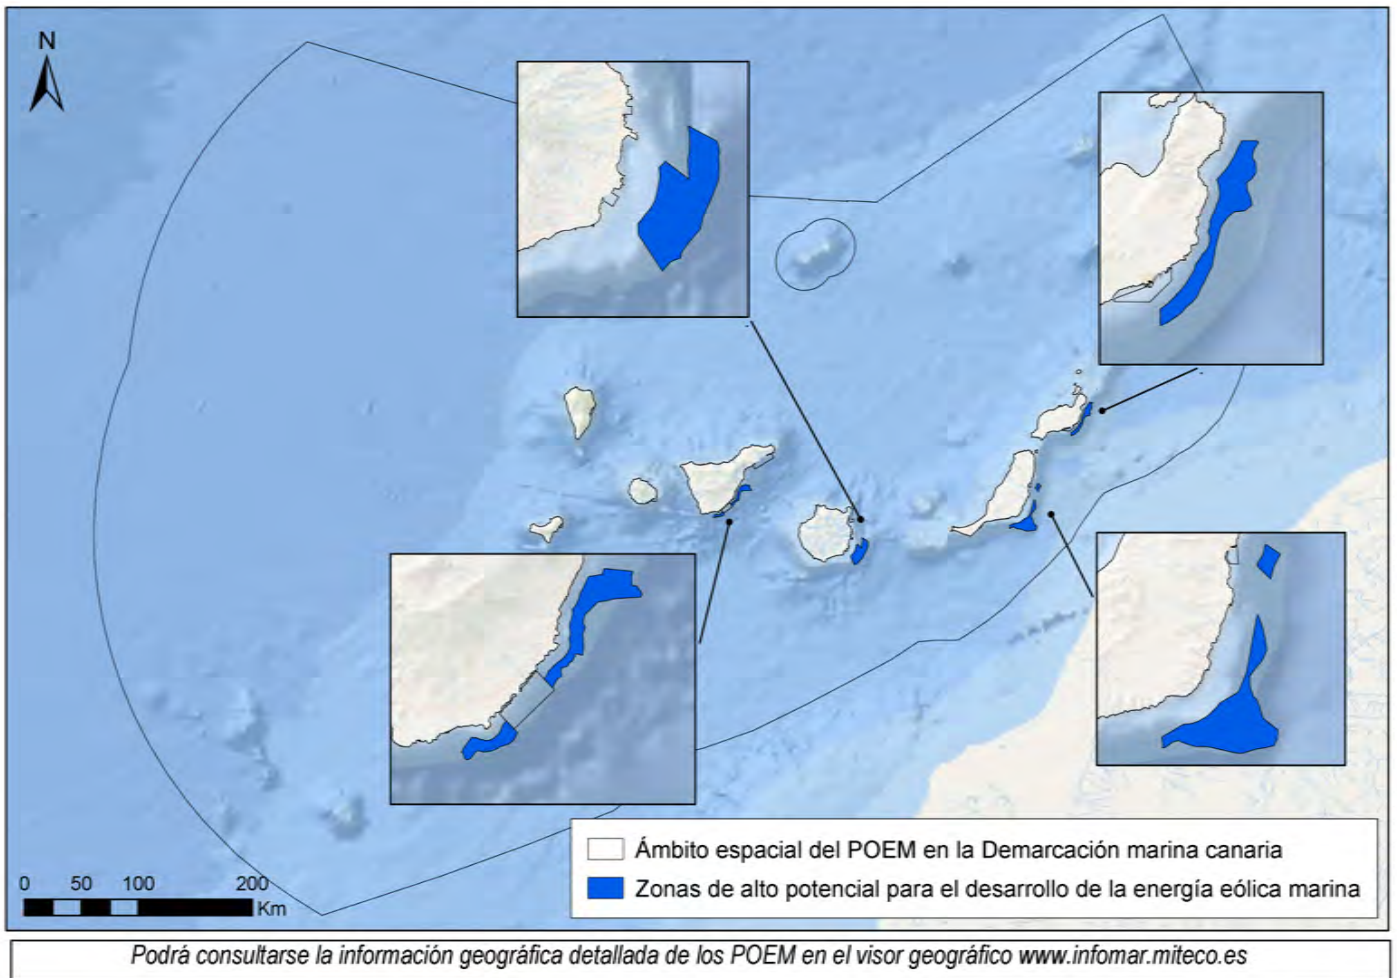 N
0 50 100 200
Km
Ámbito espacial del POEM en la Demarcación marina canaria
Zonas de alto potencial para el desarrollo de la energía eólica marina
Podrá consultarse la información geográfica detallada de los POEM en el visor geográfico www.infomar.miteco.es